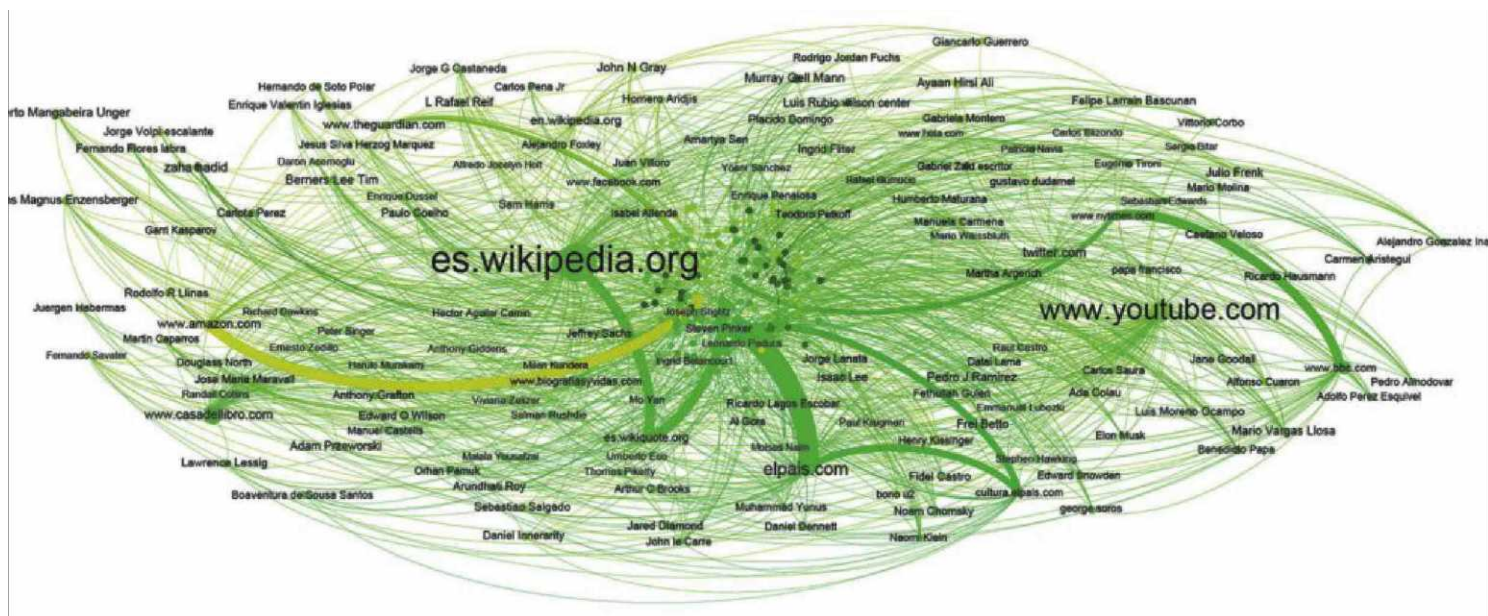 Giancarlo Guerrero
Rodrigo Jordan Fuchs
Jorge G Castaneda
John N Gray
Murray Gell Mann
Ayaan Hirsi Ali
Hernando de Soto Polar
Carlos Pena Jr
Enrique Valentin Iglesias
L Rafael Reif
Homero Aridjis
Luis Rubio wilson center
Felipe Larrain Bascunan
erto Mangabeira Unger
www.theguardian.com
en.wikipedia.org
Placido Domingo
Gabriela Montero
Vittorio Corbo
Jorge Volpi escalante
Carlos Elizondo
Fernando Flores labra
Jesus Silva Herzog Marquez
Alejandro Foxley
Amartya Sen
Patricio Navia
Sergio Bitar
zaha hadid
Daron Acemoglu
Alfredo Jocelyn Holt
Juan Villoro
Yoani Sanchez
Ingrid Fliter
Gabriel Zaid escritor
Eugenio Tironi
Julio Frenk
Berners Lee Tim
www.facebook.com
Rafael Gumucio
gustavo dudamel
Mario Molina
os Magnus Enzensberger
Enrique Dussel
Sam Harris
Enrique Penalosa
Humberto Maturana
Sebastian Edwards
Carlota Perez
Paulo Coelho
Isabel Allende
Teodoro Petkoff
Manuela Carmena
www.nytimes.com
Garri Kasparov
Mario Waissbluth
Caetano Veloso
Alejandro Gonzalez Ina
es.wikipedia.org
twitter.com
Carmen Aristegui
Martha Argerich
papa francisco
Ricardo Hausmann
Rodolfo R Llinas
Juergen Habermas
Richard Dawkins
Hector Aguilar Camin
Joseph Stiglitz
www.youtube.com
www.amazon.com
Peter Singer
Jeffrey Sachs
Steven Pinker
Martin Caparros
Ernesto Zedillo
Anthony Giddens
Leonardo Padura
Raul Castro
Fernando Savater
Douglass North
Haruki Murakami
Milan Kundera
Ingrid Betancourt
Jorge Lanata
Dalai Lama
Carlos Saura
Jane Goodall
www.bbc.com
Jose Maria Maravall
www.biografiasyvidas.com
Isaac Lee
Pedro J Ramirez
Alfonso Cuaron
Pedro Almodovar
Randall Collins
Anthony Grafton
Viviana Zelizer
Mo Yan
Ricardo Lagos Escobar
Fethullah Gulen
Ada Colau
Adolfo Perez Esquivel
www.casadellibro.com
Edward O Wilson
Salman Rushdie
Emmanuel Lubezki
Luis Moreno Ocampo
Manuel Castells
Al Gore
Paul Krugman
Frei Betto
Elon Musk
Mario Vargas Llosa
Adam Przeworski
es.wikiquote.org
Moises Naim
Henry Kissinger
Benedicto Papa
Lawrence Lessig
Malala Yousafzai
Umberto Eco
Stephen Hawking
Orhan Pamuk
Thomas Piketty
elpais.com
Fidel Castro
Edward Snowden
Boaventura de Sousa Santos
Arundhati Roy
Arthur C Brooks
bono u2
cultura.elpais.com
Sebastiao Salgado
Muhammad Yunus
Noam Chomsky
george soros
Daniel Innerarity
Jared Diamond
Daniel Dennett
John le Carre
Naomi Klein